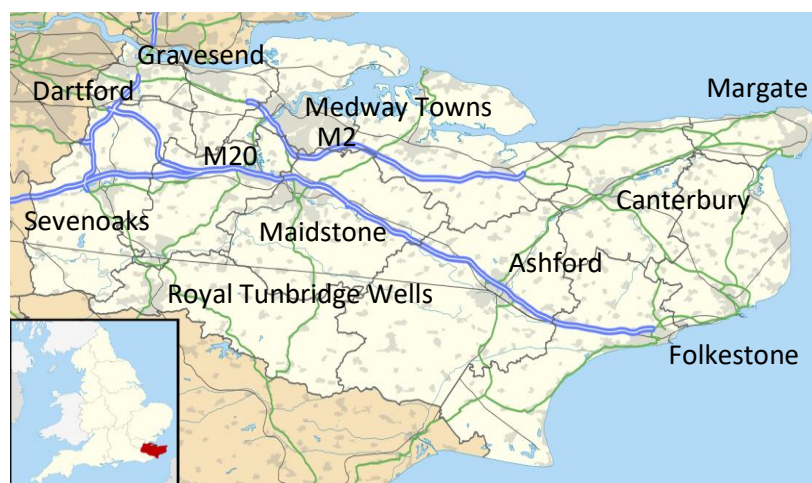 Gravesend
Dartford
Margate
Medway Towns
M2
M20
Canterbury
Sevenoaks
Maidstone
Ashford
Royal Tunbridge Wells
Folkestone